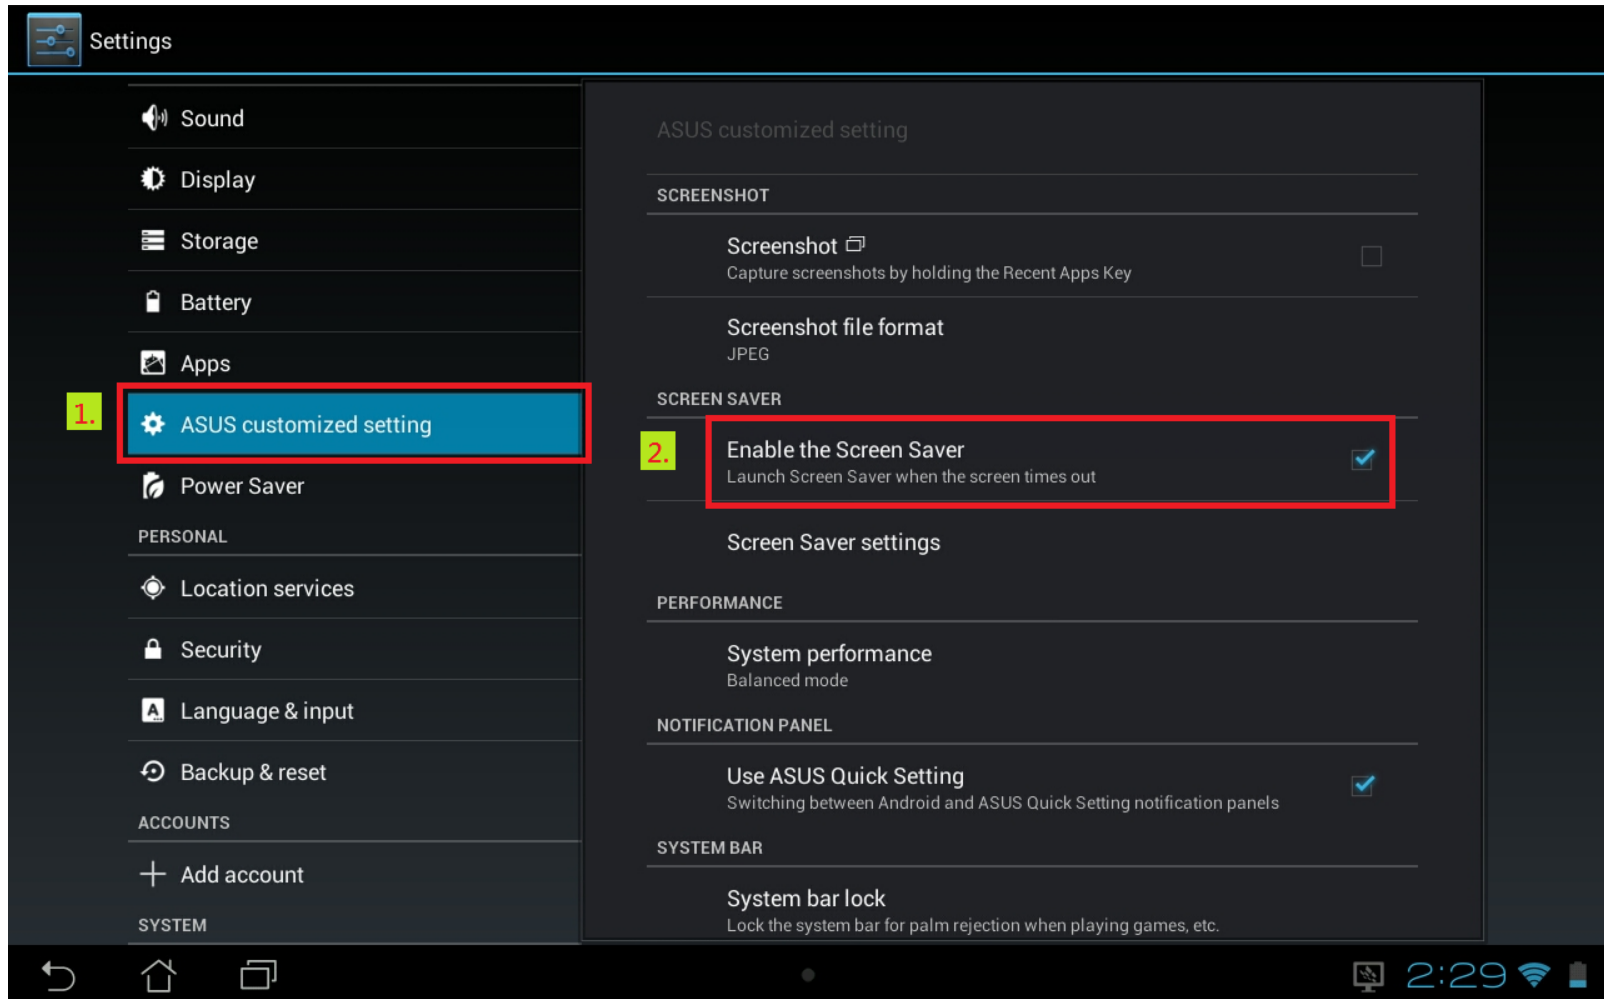 Settings
Sound
Display
Storage
Battery
Apps
1.
ASUS customized setting
Power Saver
PERSONAL
Location services
Security
Language & input
Backup & reset
ACCOUNTS
Add account
SYSTEM
ASUS customized setting
SCREENSHOT
Screenshot
Capture screenshots by holding the Recent Apps Key
Screenshot file format
JPEG
SCREEN SAVER
2.
Enable the Screen Saver
Launch Screen Saver when the screen times out
Screen Saver settings
PERFORMANCE
System performance
Balanced mode
NOTIFICATION PANEL
Use ASUS Quick Setting
Switching between Android and ASUS Quick Setting notification panels
SYSTEM BAR
System bar lock
Lock the system bar for palm rejection when playing games, etc.
2:29